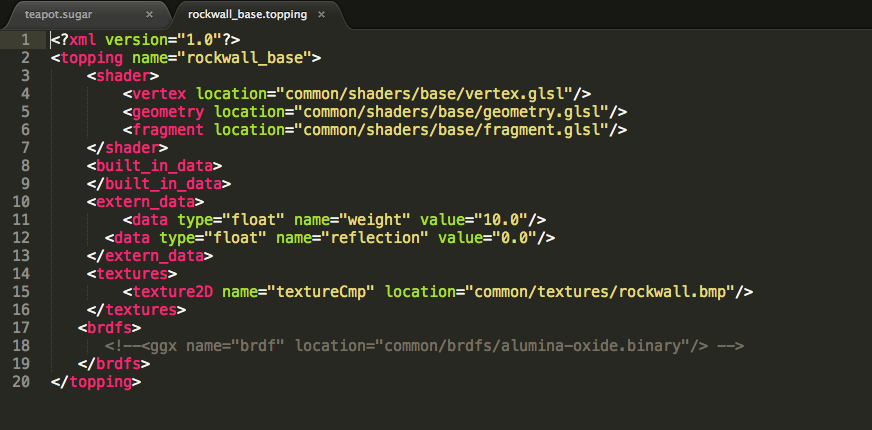 teapot.sugar × rockwall_base.topping ×
1 <?xml version="1.0"?>
2 <topping name="rockwall_base">
3 <shader>
4 <vertex location="common/shaders/base/vertex.glsl"/>
5 <geometry location="common/shaders/base/geometry.glsl"/>
6 <fragment location="common/shaders/base/fragment.glsl"/>
7 </shader>
8 <built_in_data>
9 </built_in_data>
10 <extern_data>
11 <data type="float" name="weight" value="10.0"/>
12 <data type="float" name="reflection" value="0.0"/>
13 </extern_data>
14 <textures>
15 <texture2D name="textureCmp" location="common/textures/rockwall.bmp"/>
16 </textures>
17 <brdfs>
18 <!--<ggx name="brdf" location="common/brdfs/alumina-oxide.binary"/> -->
19 </brdfs>
20 </topping>